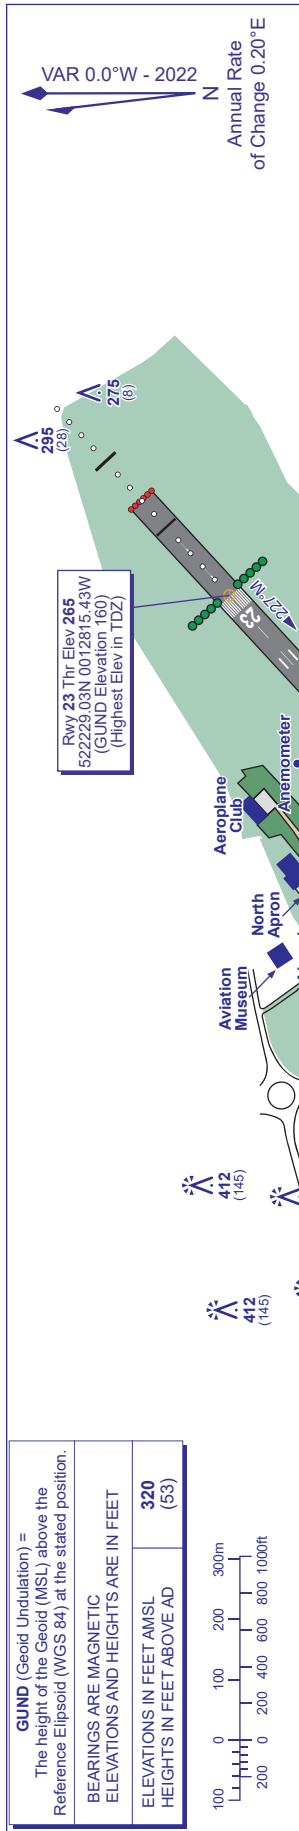 GUND (Geoid Undulation) =
The height of the Geoid (MSL) above the
Reference Elipsoid (WGS 84) at the stated position.
BEARINGS ARE MAGNETIC
ELEVATIONS AND HEIGHTS ARE IN FEET
ELEVATIONS IN FEET AMSL
HEIGHTS IN FEET ABOVE AD
320
(53)
100 0 100 200 300m
200 0 200 400 600 800 1000ft
412
(145)
412
(145)
Aviation
Museum
North
Apron
Aeroplane
Club
Anemometer
Rwy 23 Thr Elev 265
522229.03N 0012815.43W
(GUND Elevation 160)
(Highest Elev in TDZ)
23
227°M
295
(28)
275
(8)
VAR 0.0°W - 2022
N
Annual Rate
of Change 0.20°E